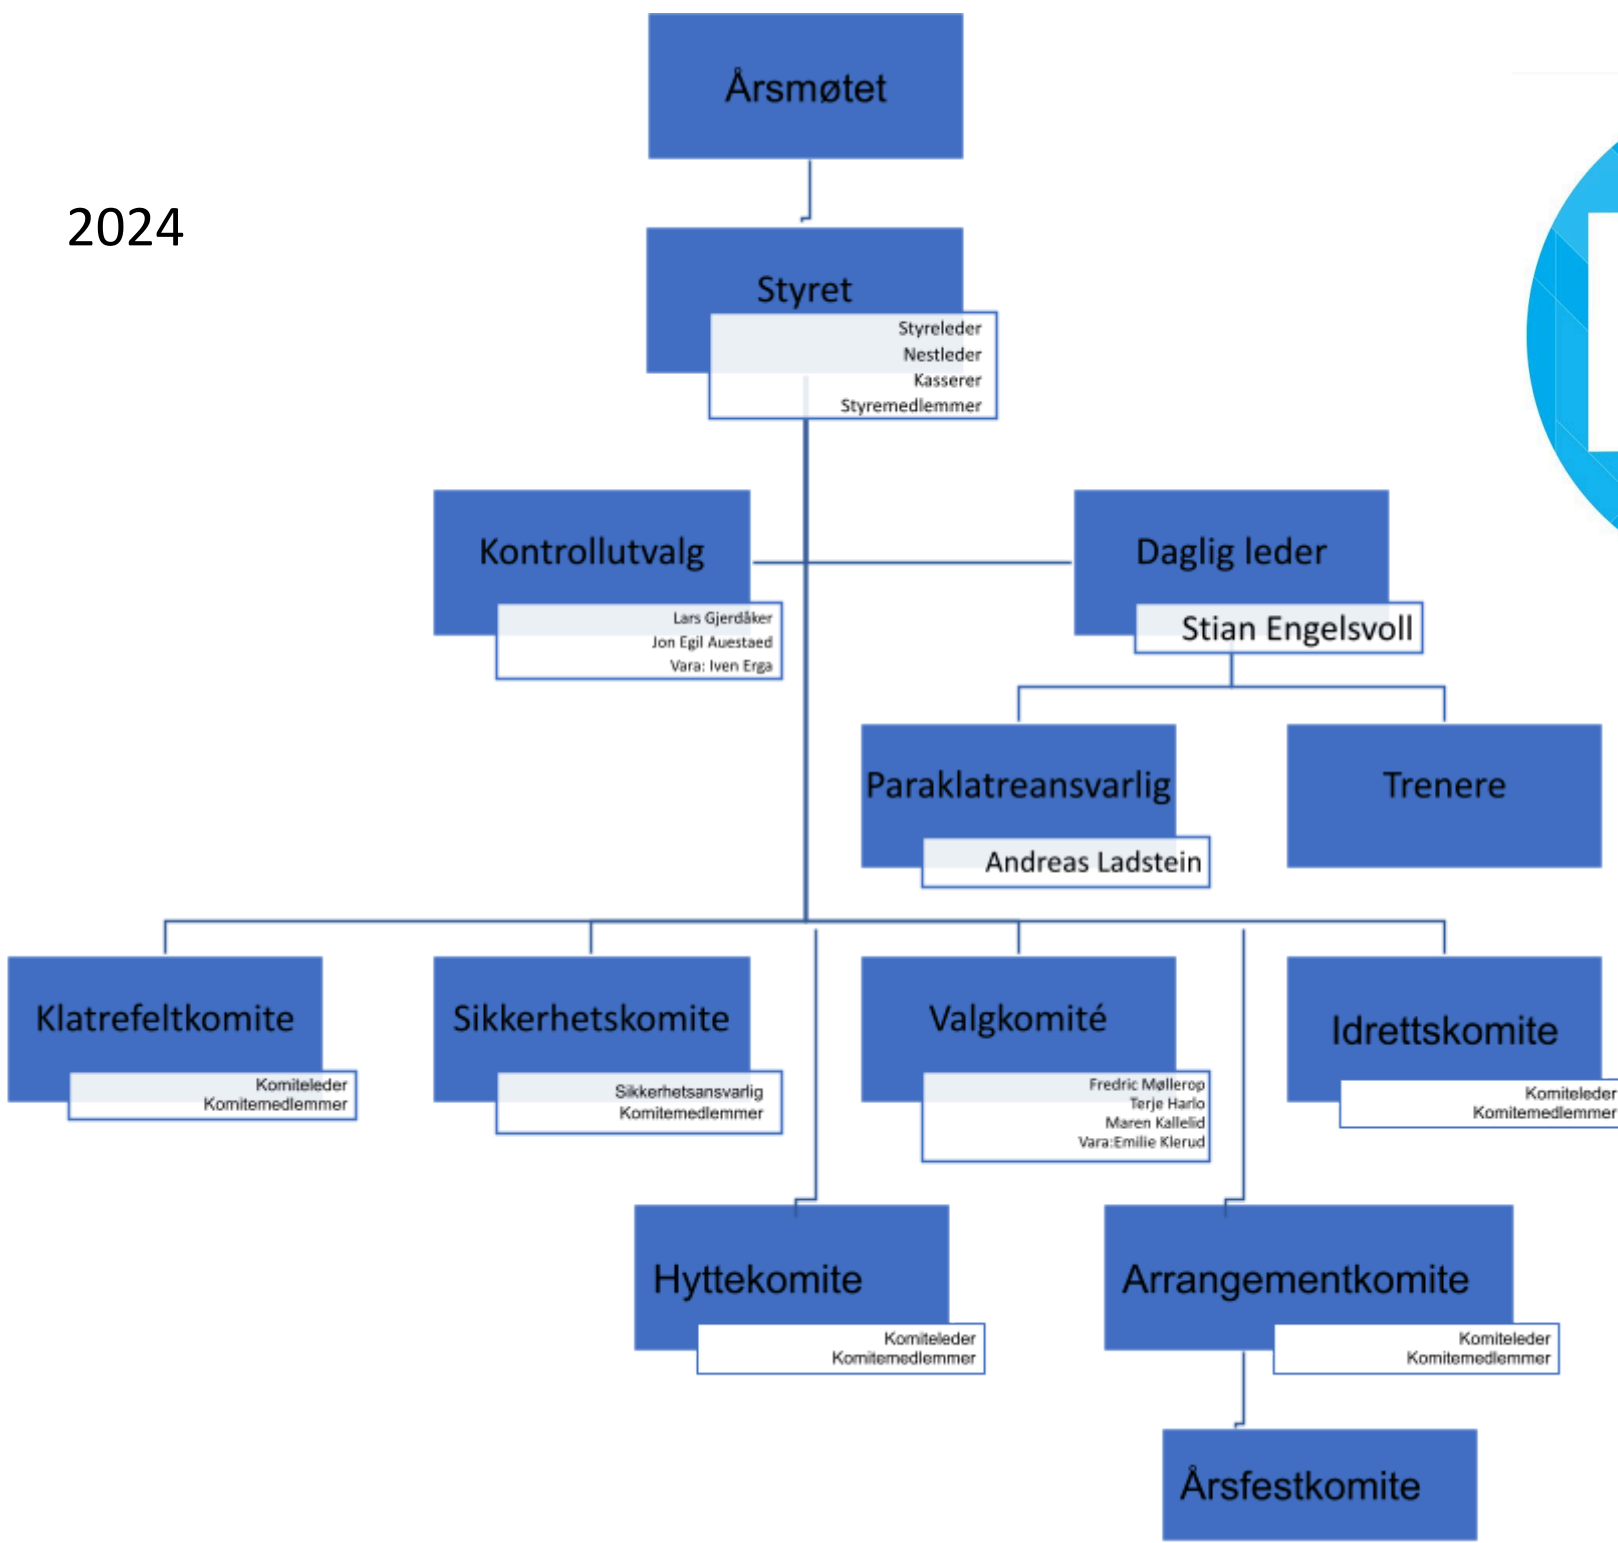 Årsmøtet
2024
Styret
Styreleder
Nestleder
Kasserer
Styremedlemmer
Kontrollutvalg
Lars Gjerdåker
Jon Egil Auestaed
Vara: Iven Erga
Daglig leder
Stian Engelsvoll
Paraklatreansvarlig
Andreas Ladstein
Trenere
Klatrefeltkomite
Komiteleder
Komitemedlemmer
Sikkerhetskomite
Sikkerhetsansvarlig
Komitemedlemmer
Valgkomité
Fredric Møllerop
Terje Harlo
Maren Kallelid
Vara:Emilie Klerud
Idrettskomite
Komiteleder
Komitemedlemmer
Hyttekomite
Komiteleder
Komitemedlemmer
Arrangementkomite
Komiteleder
Komitemedlemmer
Årsfestkomite